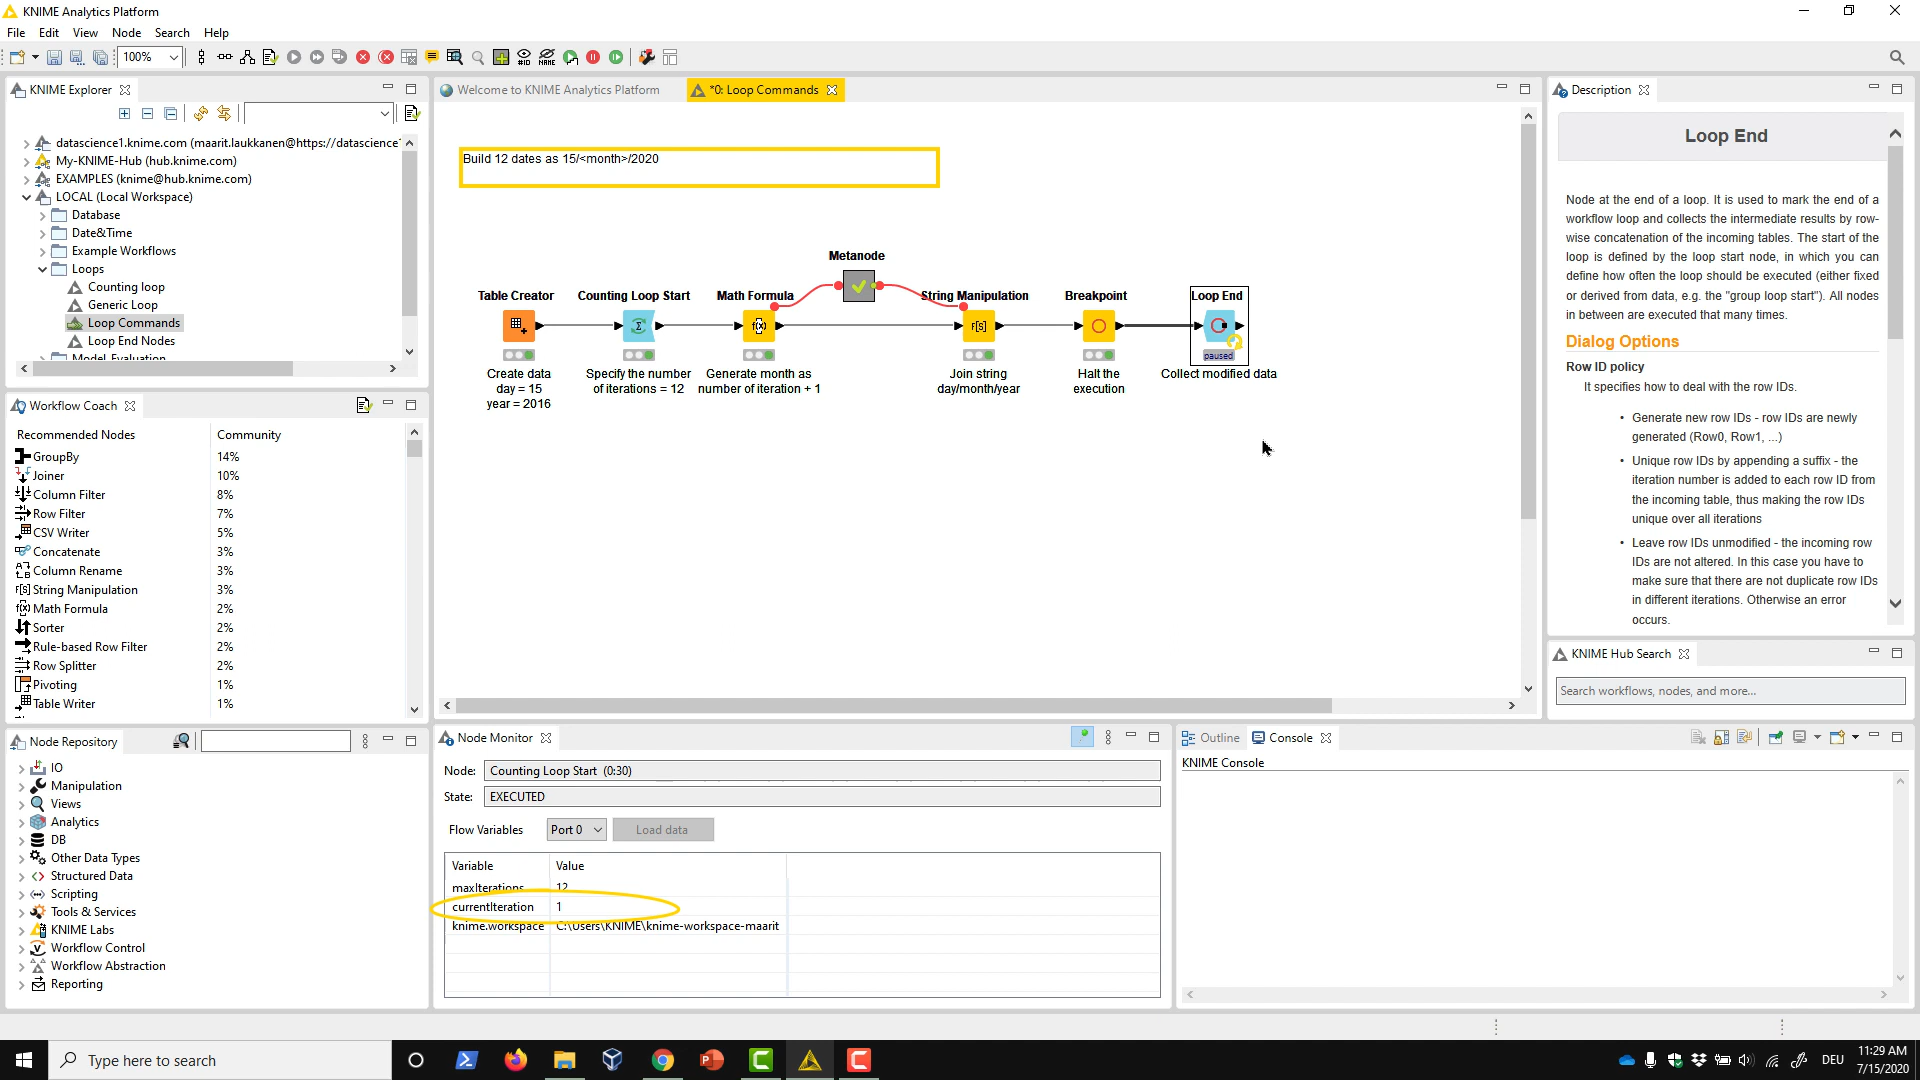 KNIME Analytics Platform
File Edit View Node Search Help
100%
KNIME Explorer
datascience1.knime.com (maarit.laukkanen@https://datascience
My-KNIME-Hub (hub.knime.com)
EXAMPLES (knime@hub.knime.com)
LOCAL (Local Workspace)
Database
Date&Time
Example Workflows
Loops
Counting loop
Generic Loop
Loop Commands
Loop End Nodes
Model Evaluation
Workflow Coach
Recommended Nodes Community
GroupBy 14%
Joiner 10%
Column Filter 8%
Row Filter 7%
CSV Writer 5%
Concatenate 3%
Column Rename 3%
String Manipulation 3%
Math Formula 2%
Sorter 2%
Rule-based Row Filter 2%
Row Splitter 2%
Pivoting 1%
Table Writer 1%
Node Repository
IO
Manipulation
Views
Analytics
DB
Other Data Types
Structured Data
Scripting
Tools & Services
KNIME Labs
Workflow Control
Workflow Abstraction
Reporting
Welcome to KNIME Analytics Platform
*0: Loop Commands
Build 12 dates as 15/<month>/2020
Metanode
Table Creator Counting Loop Start Math Formula String Manipulation Breakpoint Loop End
paused
Create data
day = 15
year = 2016
Specify the number
of iterations = 12
Generate month as
number of iteration + 1
Join string
day/month/year
Halt the
execution
Collect modified data
Node Monitor
Node: Counting Loop Start (0:30)
State: EXECUTED
Flow Variables Port 0 Load data
Variable Value
maxIterations 12
currentIteration 1
knime.workspace C:\Users\KNIME\knime-workspace-maarit
Outline Console
KNIME Console
Description
Loop End
Node at the end of a loop. It is used to mark the end of a
workflow loop and collects the intermediate results by row-
wise concatenation of the incoming tables. The start of the
loop is defined by the loop start node, in which you can
define how often the loop should be executed (either fixed
or derived from data, e.g. the "group loop start"). All nodes
in between are executed that many times.
Dialog Options
Row ID policy
It specifies how to deal with the row IDs.
• Generate new row IDs - row IDs are newly
generated (Row0, Row1, ...)
• Unique row IDs by appending a suffix - the
iteration number is added to each row ID from
the incoming table, thus making the row IDs
unique over all iterations
• Leave row IDs unmodified - the incoming row
IDs are not altered. In this case you have to
make sure that there are not duplicate row IDs
in different iterations. Otherwise an error
occurs.
KNIME Hub Search
Search workflows, nodes, and more...
Type here to search
DEU
11:29 AM
7/15/2020